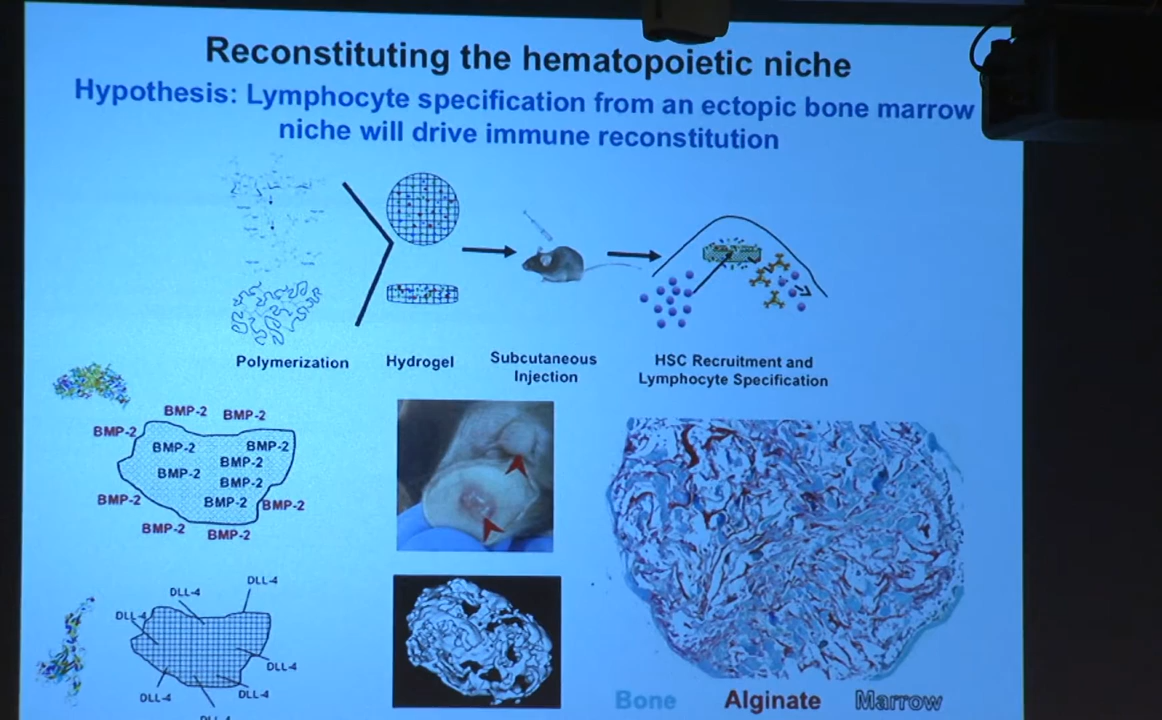 Reconstituting the hematopoietic niche
Hypothesis: Lymphocyte specification from an ectopic bone marrow
niche will drive immune reconstitution
Polymerization
Hydrogel
Subcutaneous
Injection
HSC Recruitment and
Lymphocyte Specification
BMP-2
BMP-2
BMP-2
BMP-2
BMP-2
BMP-2
BMP-2
BMP-2
BMP-2
BMP-2
BMP-2
BMP-2
BMP-2
DLL-4
DLL-4
DLL-4
DLL-4
DLL-4
DLL-4
DLL-4
Bone
Alginate
Marrow